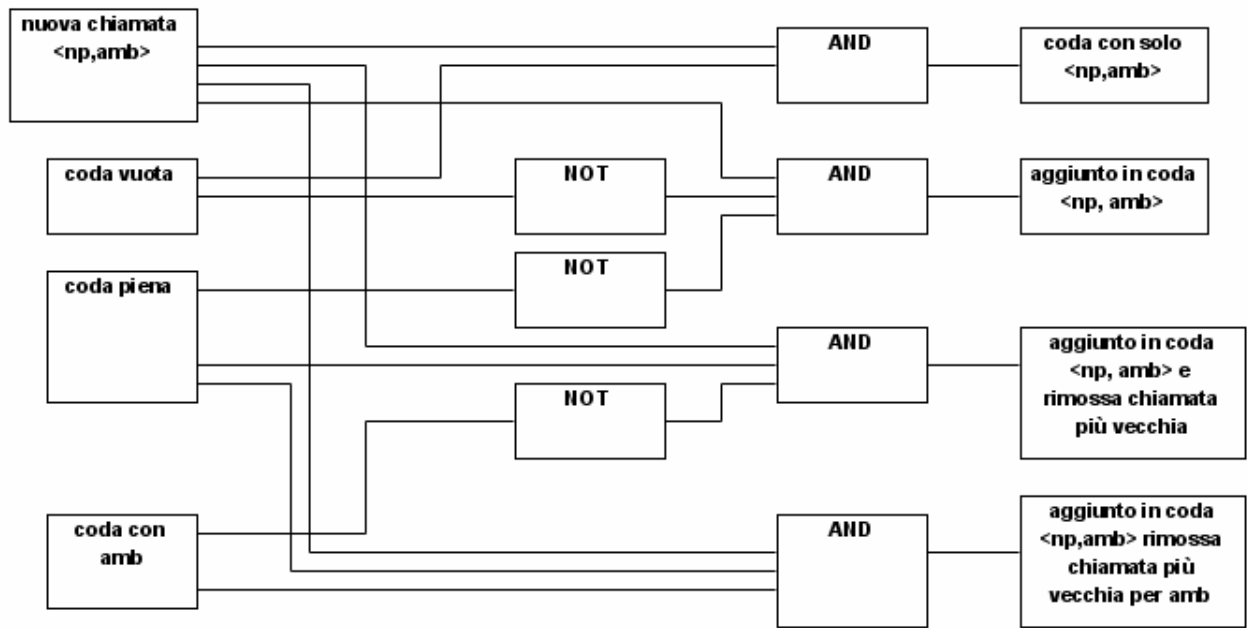 nuova chiamata
<np,amb>
AND
coda con solo
<np,amb>
coda vuota
NOT
AND
aggiunto in coda
<np, amb>
coda piena
NOT
AND
aggiunto in coda
<np, amb> e
rimossa chiamata
più vecchia
NOT
coda con
amb
AND
aggiunto in coda
<np,amb> rimossa
chiamata più
vecchia per amb